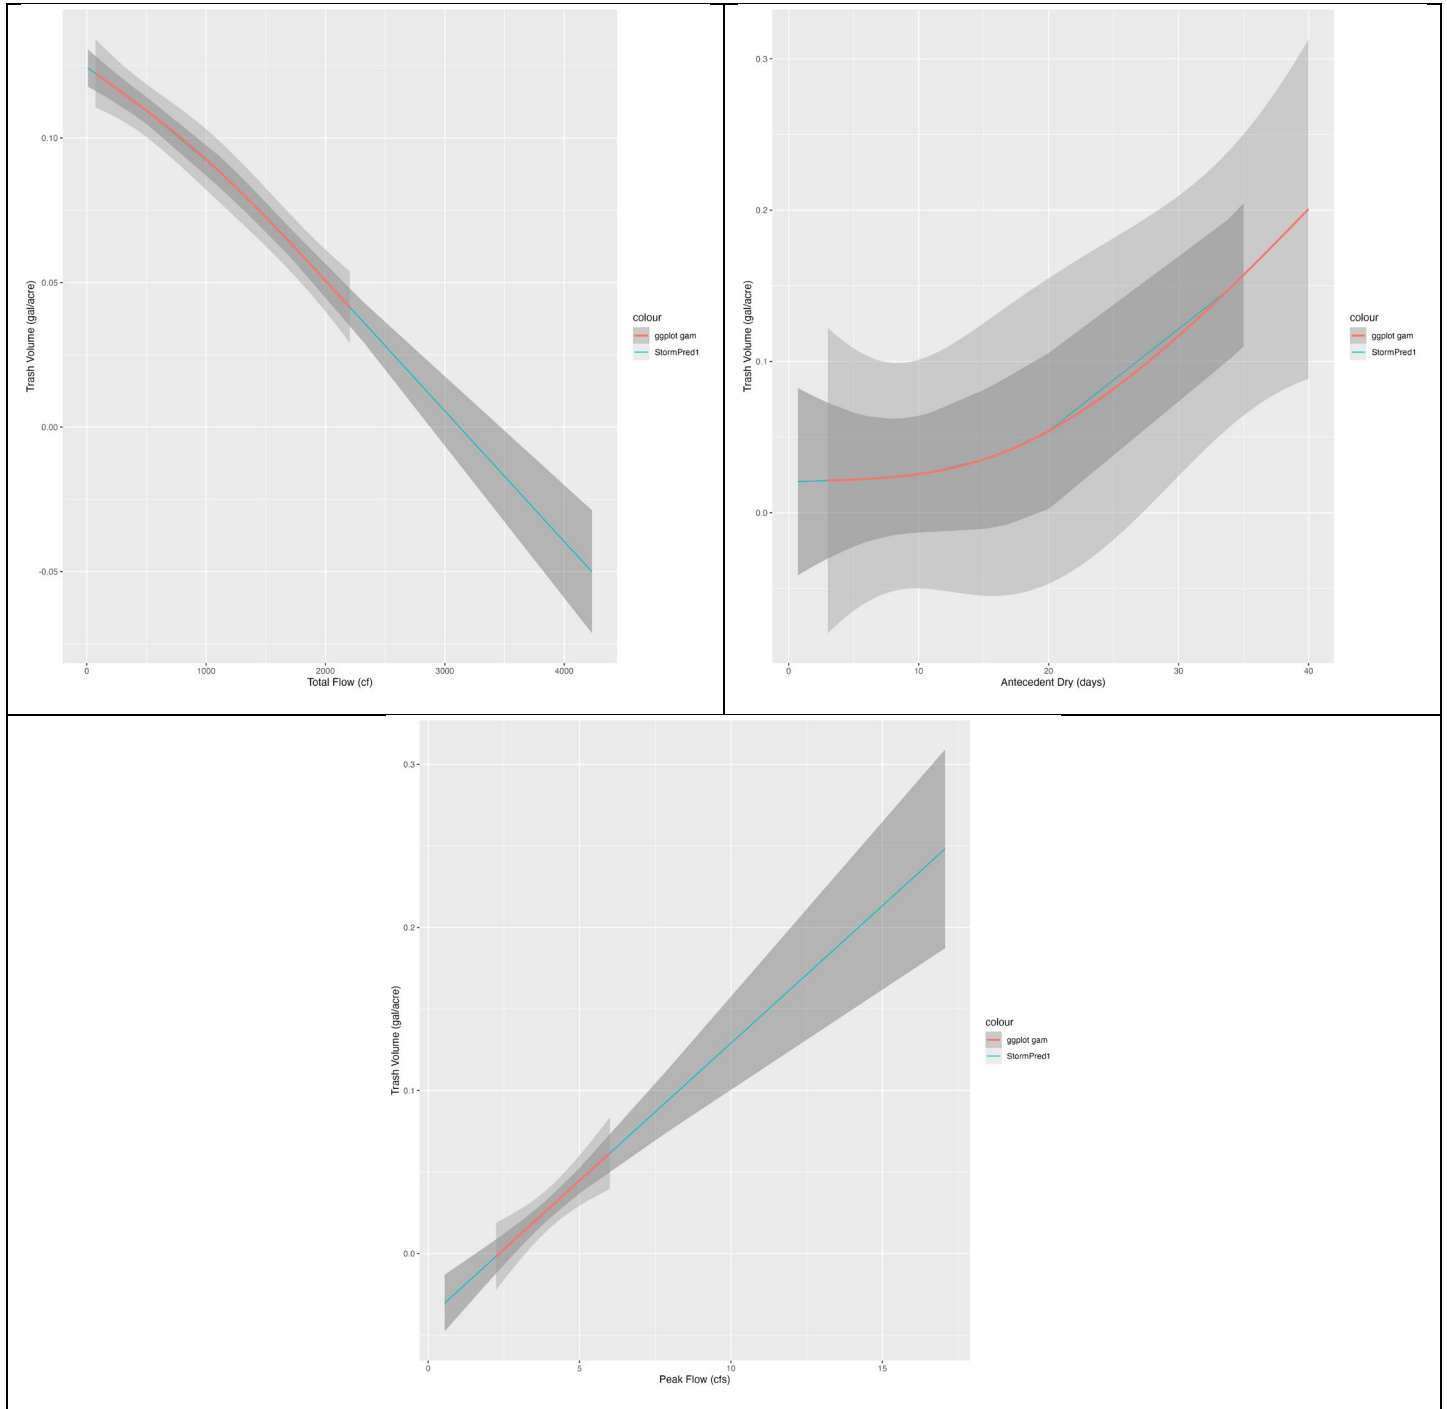 0.10
0.05
0.00
-0.05
Trash Volume (gal/acre)
0
1000
2000
3000
4000
Total Flow (cf)
colour
ggplot gam
StormPred1
0.3
0.2
0.1
0.0
Trash Volume (gal/acre)
0
10
20
30
40
Antecedent Dry (days)
colour
ggplot gam
StormPred1
0.3
0.2
0.1
0.0
Trash Volume (gal/acre)
0
5
10
15
Peak Flow (cfs)
colour
ggplot gam
StormPred1